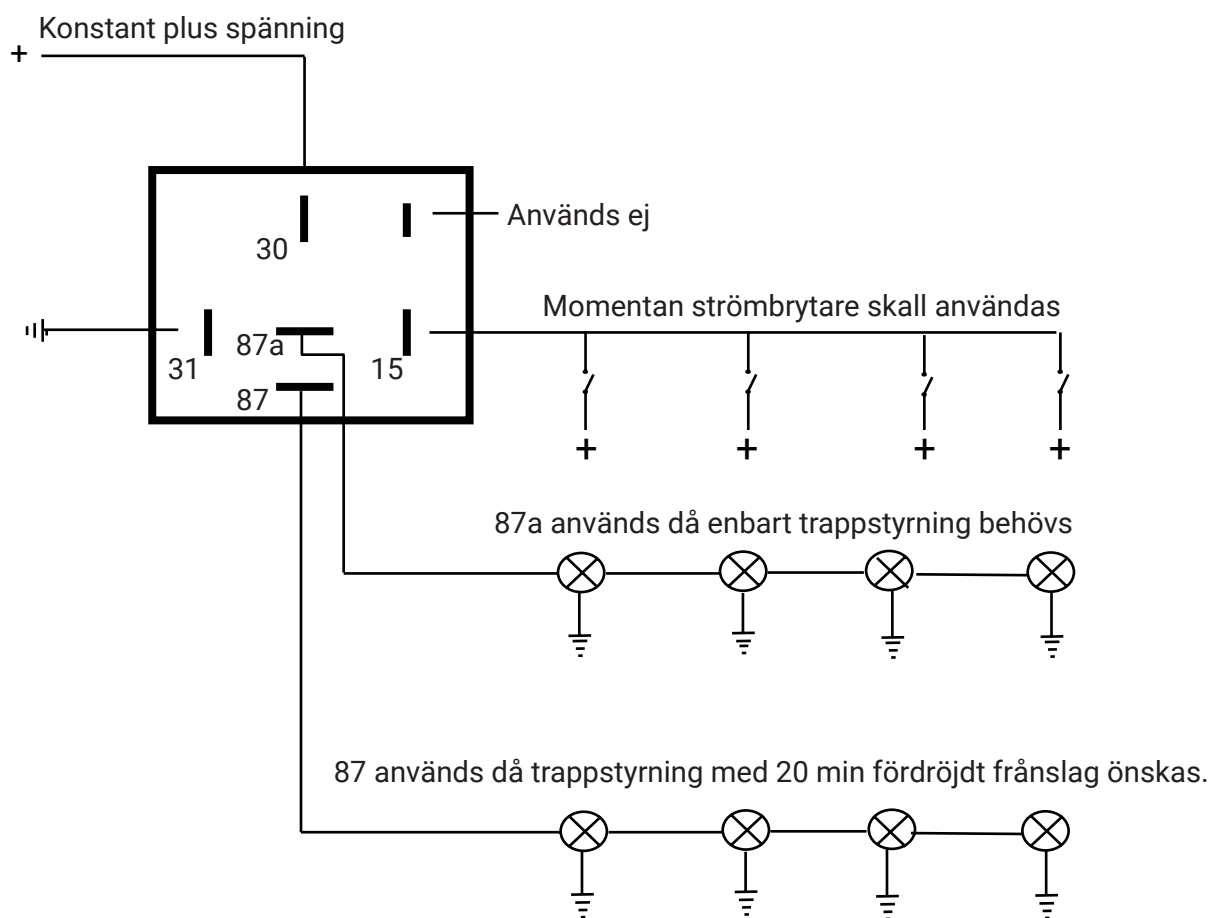 Konstant plus spänning
+
Används ej
30
Momentan strömbrytare skall användas
87a
31
15
87
+ + + +
87a används då enbart trappstyrning behövs
87 används då trappstyrning med 20 min fördröjdt frånslag önskas.